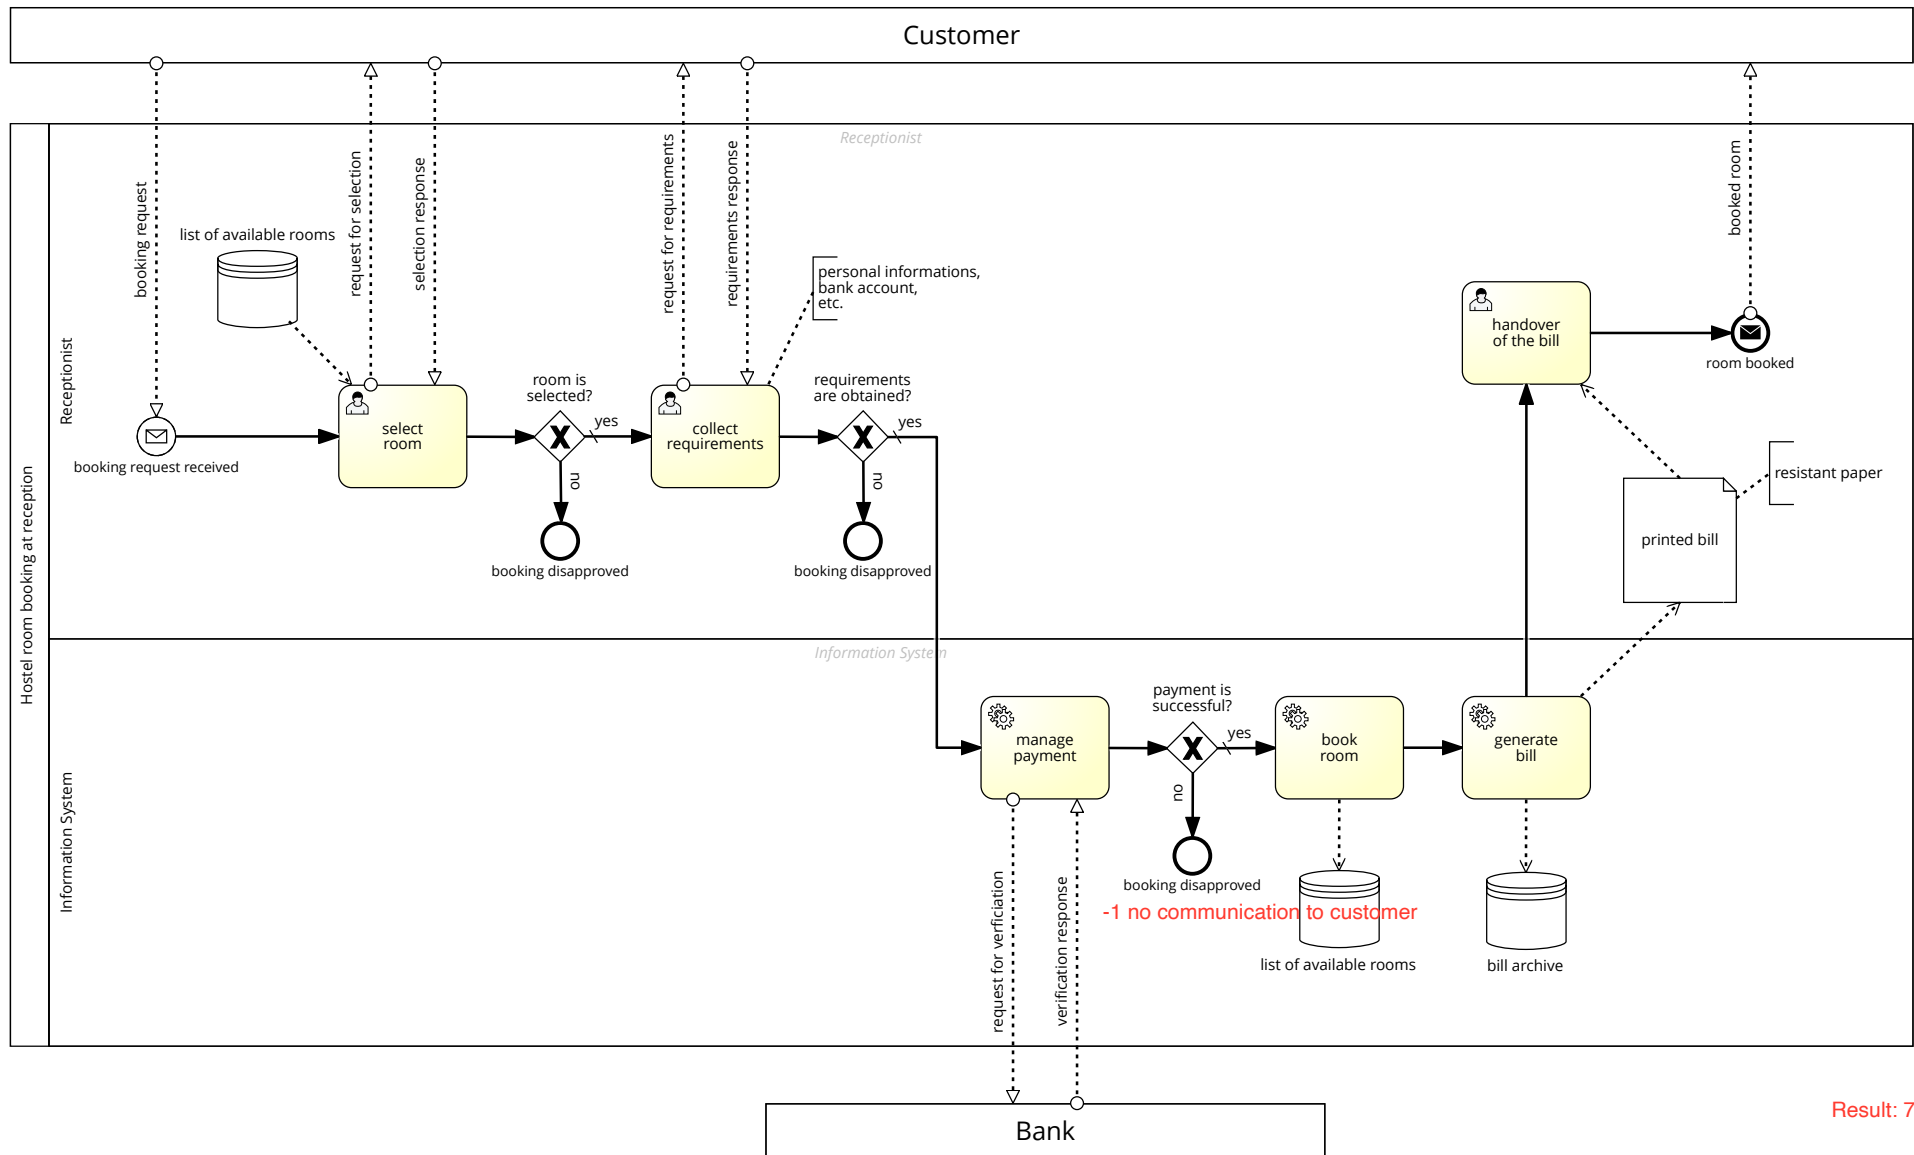 Customer
Hostel room booking at reception
Receptionist
Receptionist
booking request
request for selection
selection response
request for requirements
requirements response
booked room
list of available rooms
personal informations,
bank account,
etc.
booking request received
select
room
room is
selected?
yes
no
booking disapproved
collect
requirements
requirements
are obtained?
yes
no
booking disapproved
handover
of the bill
room booked
printed bill
resistant paper
Information System
Information System
manage
payment
payment is
successful?
yes
no
booking disapproved
-1 no communication to customer
book
room
list of available rooms
generate
bill
bill archive
request for verficiation
verification response
Bank
Result: 7